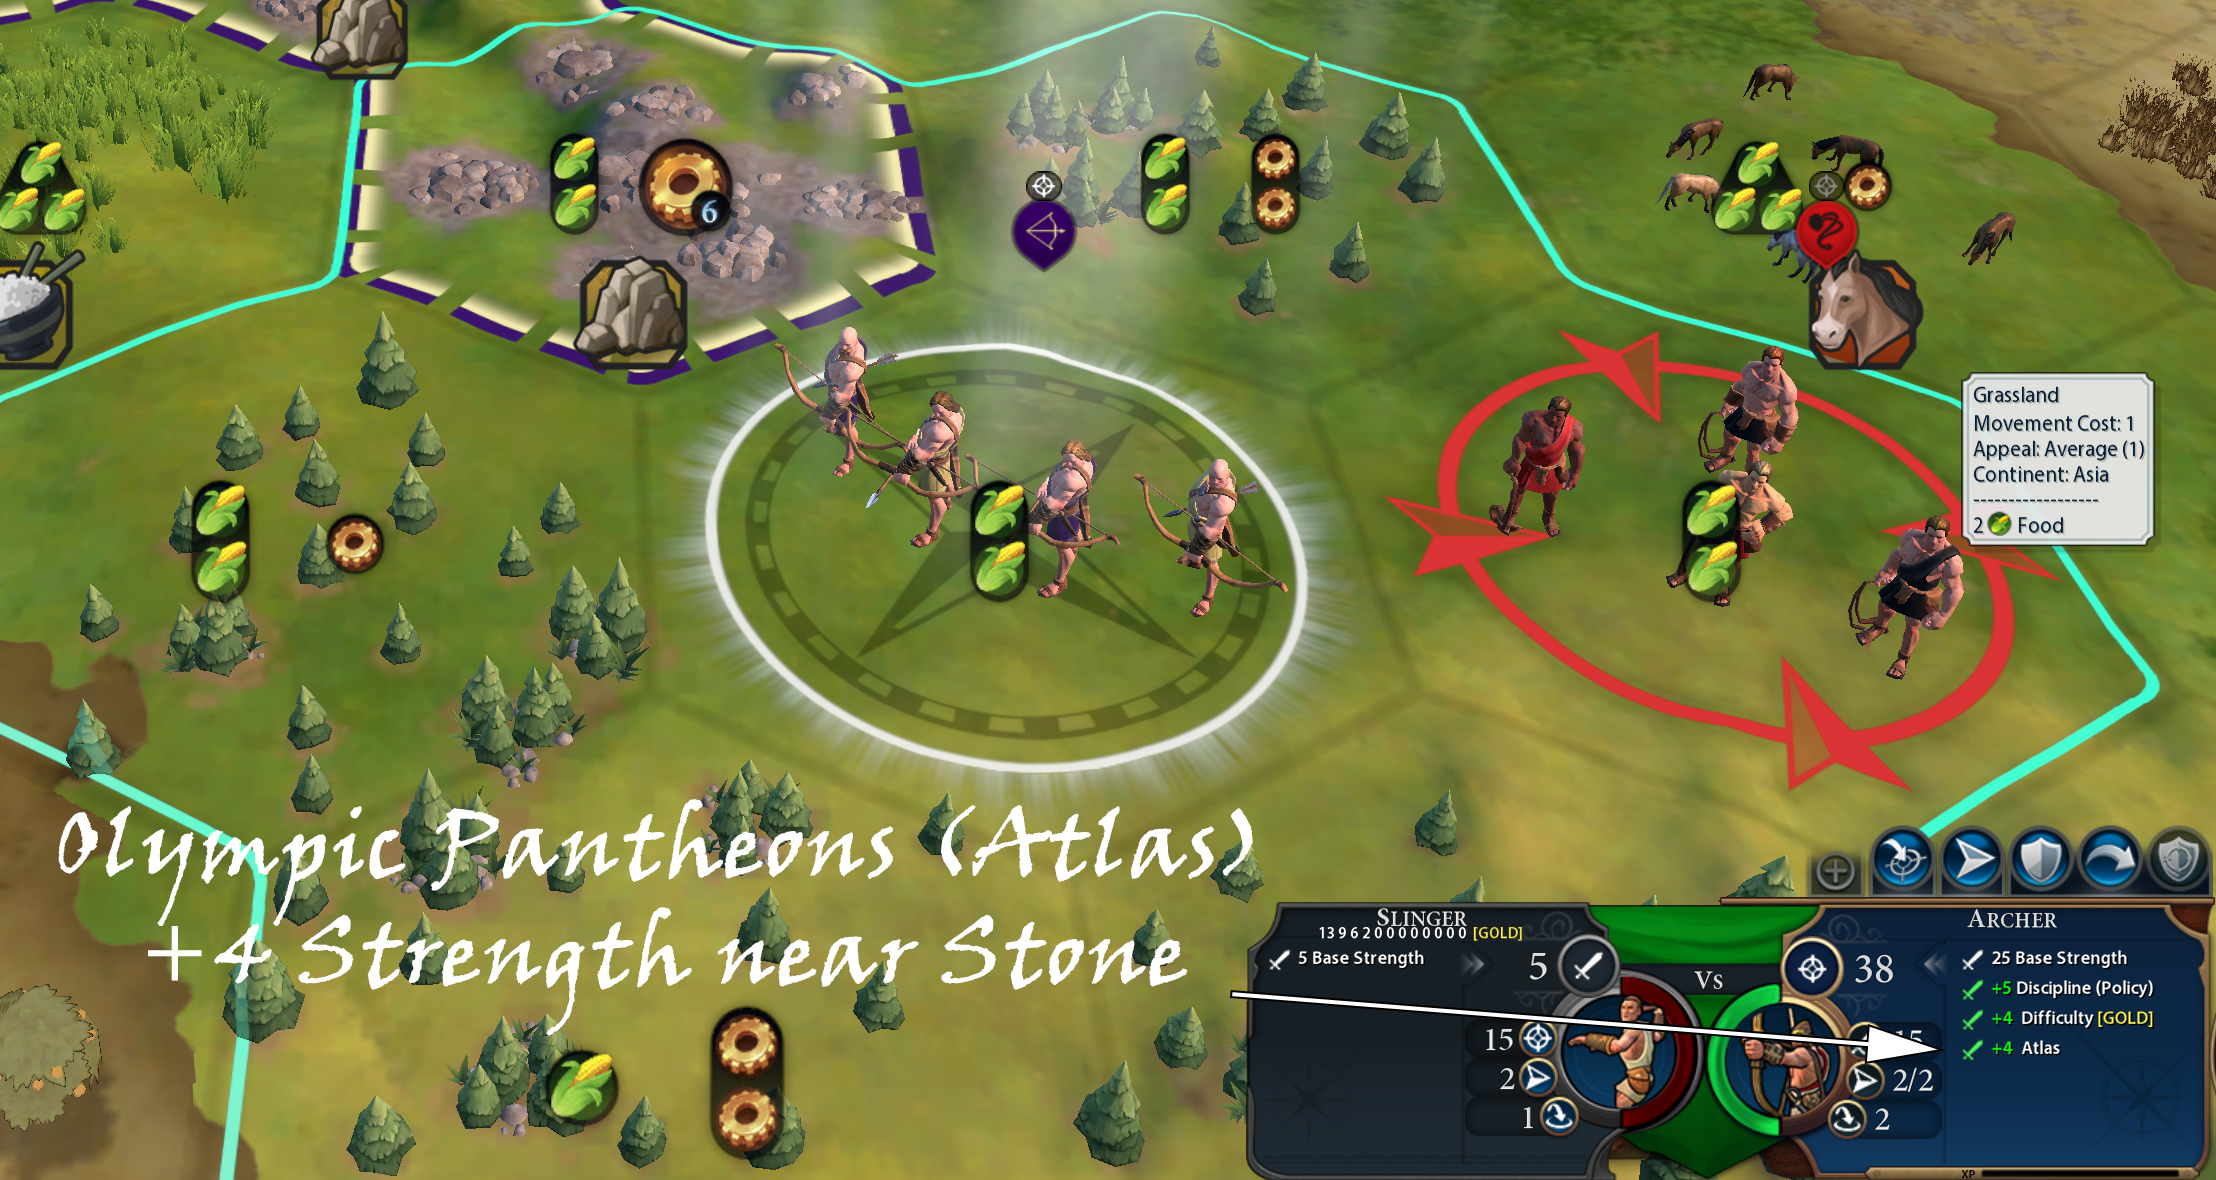 6
Grassland
Movement Cost: 1
Appeal: Average (1)
Continent: Asia
------------------
2 Food
Olympic Pantheons (Atlas)
+4 Strength near Stone
SLINGER
1396200000000 [GOLD]
5 Base Strength
5
15
2
1
Vs
ARCHER
38
25 Base Strength
+5 Discipline (Policy)
+4 Difficulty [GOLD]
+4 Atlas
2/2
2
XP